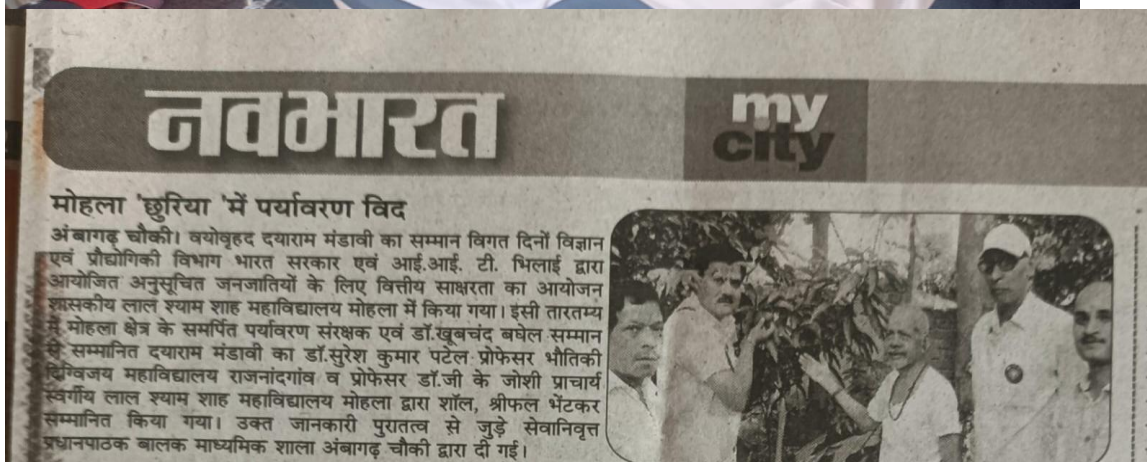 नवभारत
my
city
मोहला 'छुरिया 'में पर्यावरण विद
अंबागढ़ चौकी। वयोवृहद दयाराम मंडावी का सम्मान विगत दिनों विज्ञान
एवं प्रौद्योगिकी विभाग भारत सरकार एवं आई.आई. टी. भिलाई द्वारा
आयोजित अनुसूचित जनजातियों के लिए वित्तीय साक्षरता का आयोजन
शासकीय लाल श्याम शाह महाविद्यालय मोहला में किया गया। इसी तारतम्य
में मोहला क्षेत्र के समर्पित पर्यावरण संरक्षक एवं डॉ.खूबचंद बघेल सम्मान
से सम्मानित दयाराम मंडावी का डॉ.सुरेश कुमार पटेल प्रोफेसर भौतिकी
दिग्विजय महाविद्यालय राजनांदगांव व प्रोफेसर डॉ.जी के जोशी प्राचार्य
स्वर्गीय लाल श्याम शाह महाविद्यालय मोहला द्वारा शॉल, श्रीफल भेंटकर
सम्मानित किया गया। उक्त जानकारी पुरातत्व से जुड़े सेवानिवृत्त
प्रधानपाठक बालक माध्यमिक शाला अंबागढ़ चौकी द्वारा दी गई।